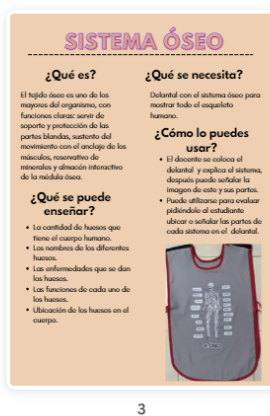 SISTEMA ÓSEO
¿Qué es?
El tejido óseo es uno de los
mayores del organismo, con
funciones claras: servir de
soporte y protección de las
partes blandas, sustento del
movimiento con el anclaje de los
músculos, reservativo de
minerales y almacén interactivo
de la médula ósea.
¿Qué se puede
enseñar?
La cantidad de huesos que
tiene el cuerpo humano.
Los nombres de los diferentes
huesos.
Las enfermedades que se dan
los huesos.
Las funciones de cada uno de
los huesos.
Ubicación de los huesos en el
cuerpo.
¿Qué se necesita?
Delantal con el sistema óseo para
mostrar todo el esqueleto
humano.
¿Cómo lo puedes
usar?
El docente se coloca el
delantal y explica el sistema,
después puede señalar la
imagen de este y sus partes.
Puede utilizarse para evaluar
pidiéndole al estudiante
ubicar o señalar las partes de
cada sistema en el delantal.
3